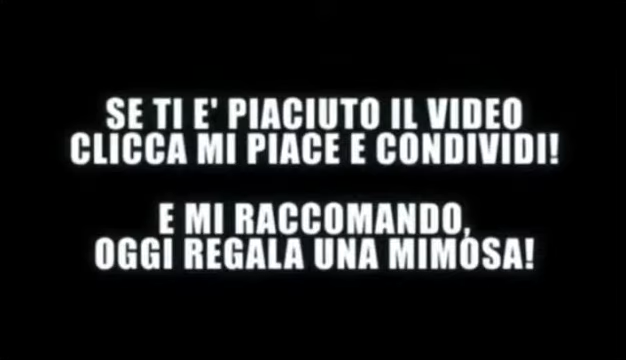 SE TI E' PIACIUTO IL VIDEO
CLICCA MI PIACE E CONDIVIDI!
E MI RACCOMANDO,
OGGI REGALA UNA MIMOSA!